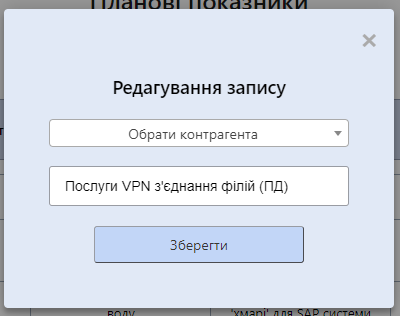 Планові показники
×
Редагування запису
Обрати контрагента
Послуги VPN з'єднання філій (ПД)
Зберегти
воду
'хмарі' для SAP системи